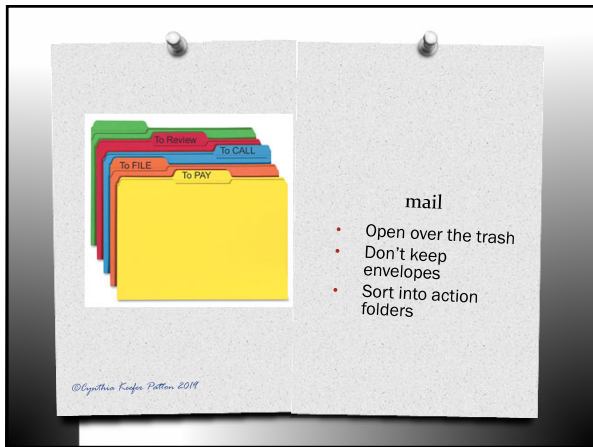 To Review
To CALL
To FILE
To PAY
mail
• Open over the trash
• Don't keep
envelopes
• Sort into action
folders
©Cynthia Keefer Patton 2019